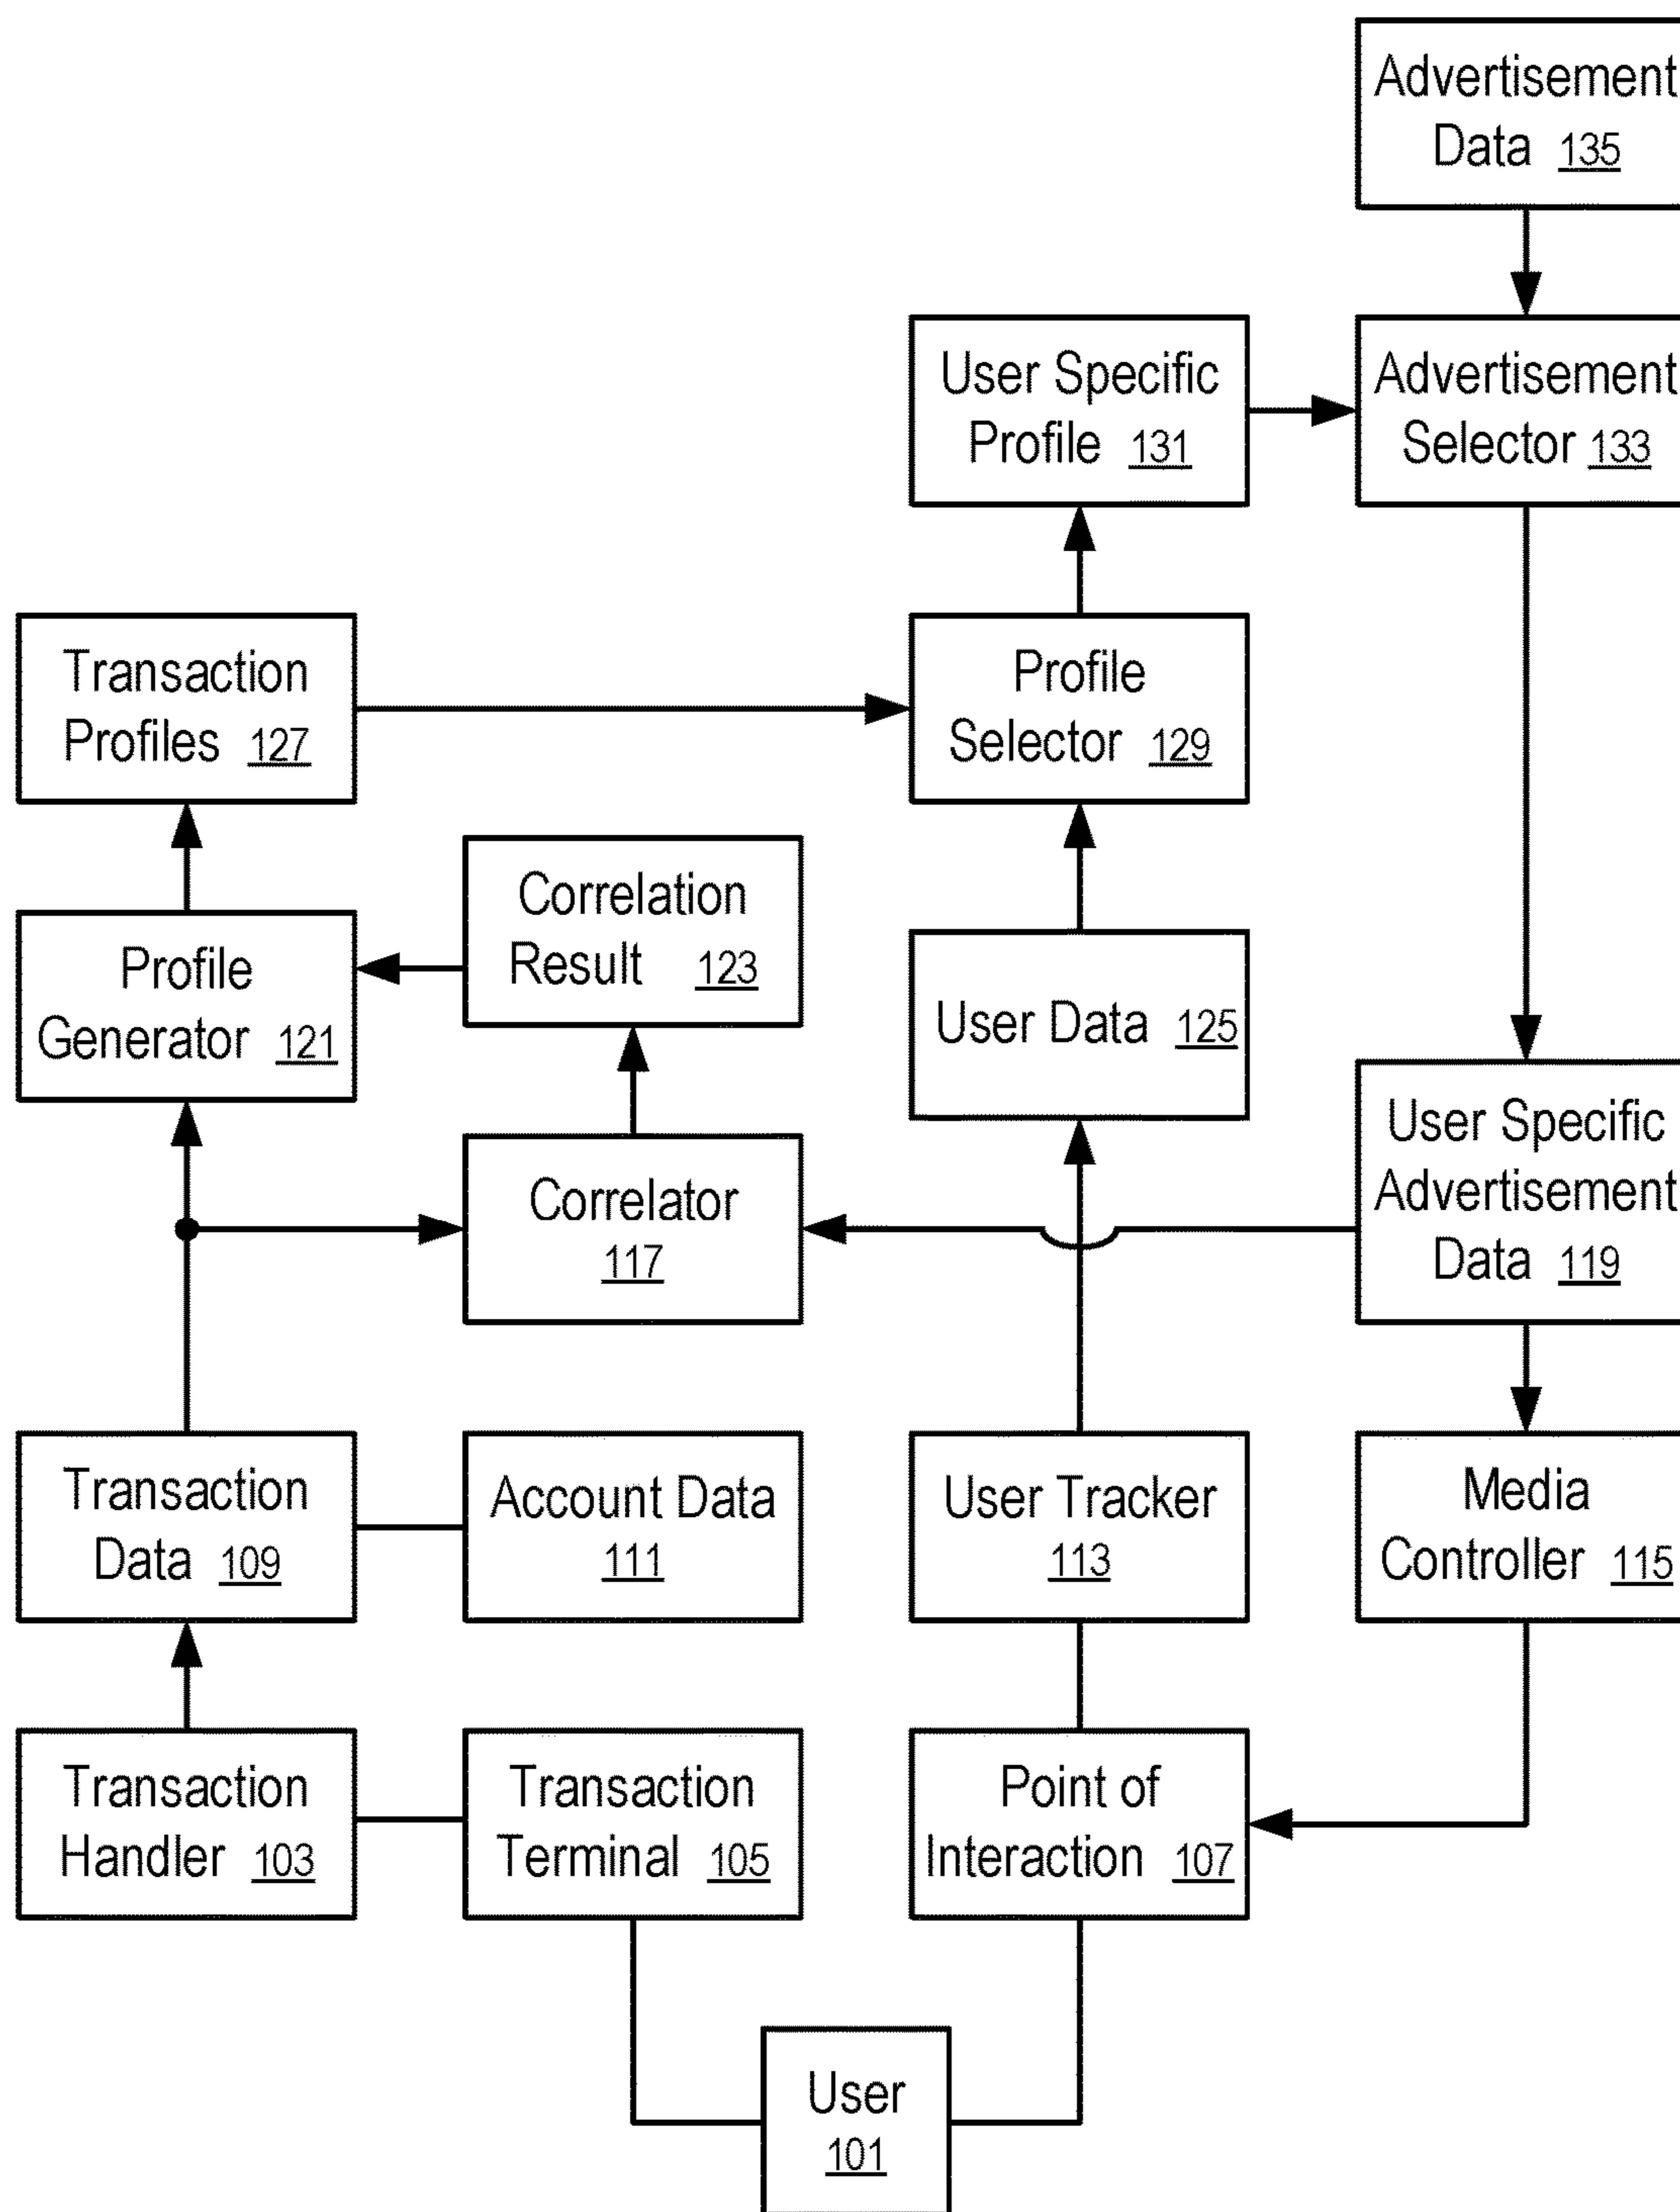 Advertisement
Data 135
User Specific
Profile 131
Advertisement
Selector 133
Transaction
Profiles 127
Profile
Selector 129
Correlation
Result 123
Profile
Generator 121
User Data 125
Correlator
117
User Specific
Advertisement
Data 119
Transaction
Data 109
Account Data
111
User Tracker
113
Media
Controller 115
Transaction
Handler 103
Transaction
Terminal 105
Point of
Interaction 107
User
101